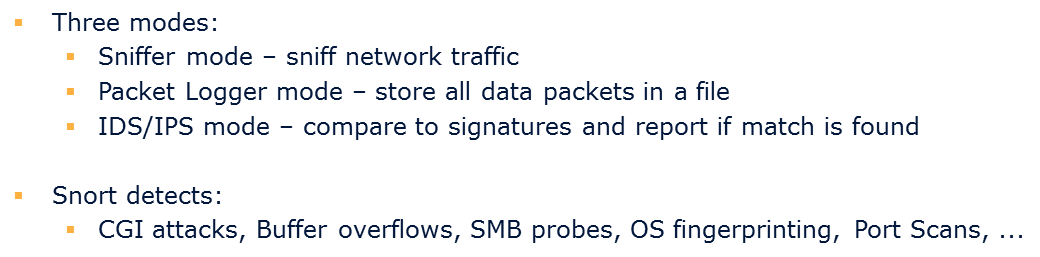 Three modes:
Sniffer mode – sniff network traffic
Packet Logger mode – store all data packets in a file
IDS/IPS mode – compare to signatures and report if match is found
Snort detects:
CGI attacks, Buffer overflows, SMB probes, OS fingerprinting, Port Scans, ...